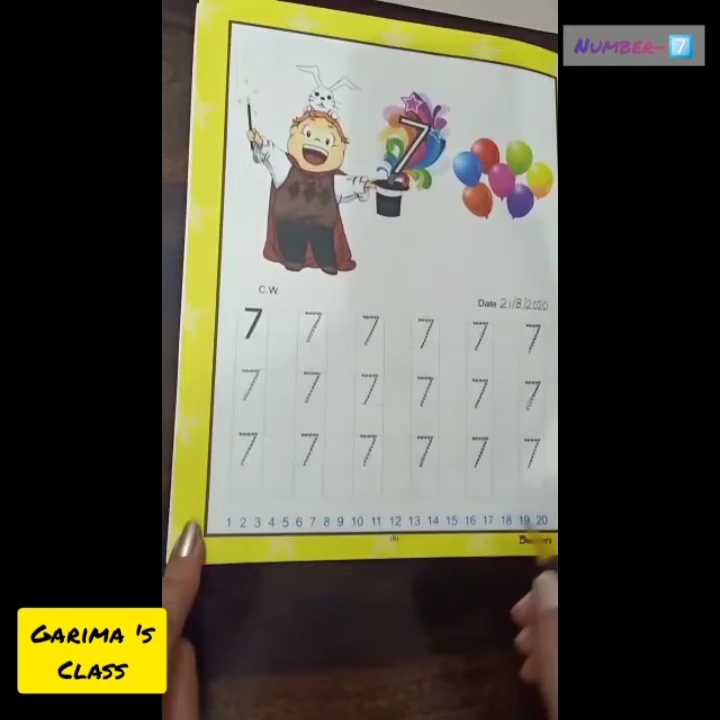 NUMBER- 7
7
C.W.
Date 21/8/2020
7 7 7 7 7 7
7 7 7 7 7 7
7 7 7 7 7 7
1 2 3 4 5 6 7 8 9 10 11 12 13 14 15 16 17 18 19 20
GARIMA 'S
CLASS